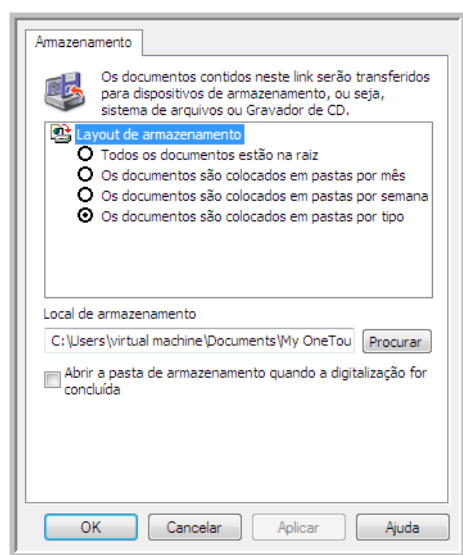 Armazenamento
Os documentos contidos neste link serão transferidos
para dispositivos de armazenamento, ou seja,
sistema de arquivos ou Gravador de CD.
Layout de armazenamento
Todos os documentos estão na raiz
Os documentos são colocados em pastas por mês
Os documentos são colocados em pastas por semana
Os documentos são colocados em pastas por tipo
Local de armazenamento
C:\Users\virtual machine\Documents\My OneTou Procurar
Abrir a pasta de armazenamento quando a digitalização for
concluída
OK Cancelar Aplicar Ajuda